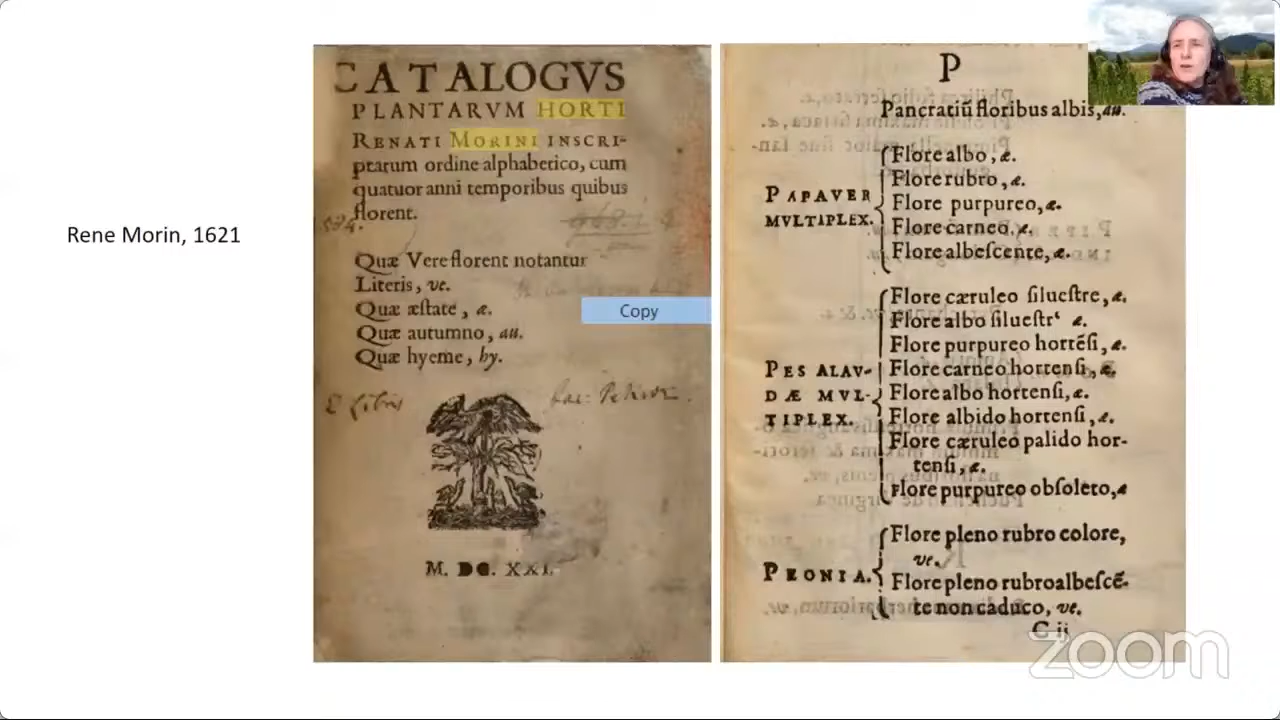 Rene Morin, 1621
CATALOGVS
PLANTARVM HORTI
RENATI MORINI INSCRI-
ptarum ordine alphabetico, cum
quatuor anni temporibus quibus
florent.
Quæ Vere florent notantur
Literis, ve.
Quæ æſtate, æ.
Quæ autumno, au.
Quæ hyeme, hy.
Copy
M. DC. XXI.
P
Pancratiũ floribus albis, au.
PAPAVER
MVLTIPLEX.
Flore albo, æ.
Flore rubro, æ.
Flore purpureo, æ.
Flore carneo, æ.
Flore albeſcente, æ.
PES ALAV-
DÆ MVL-
TIPLEX.
Flore cæruleo ſilueſtre, æ.
Flore albo ſilueſtr æ.
Flore purpureo hortẽſi, æ.
Flore carneo hortenſi, æ.
Flore albo hortenſi, æ.
Flore albido hortenſi, æ.
Flore cæruleo palido hor-
tenſi, æ.
Flore purpureo obſoleto, æ
PEONIA.
Flore pleno rubro colore,
ve.
Flore pleno rubroalbeſcẽ-
te non caduco, ve.
C ij
zoom